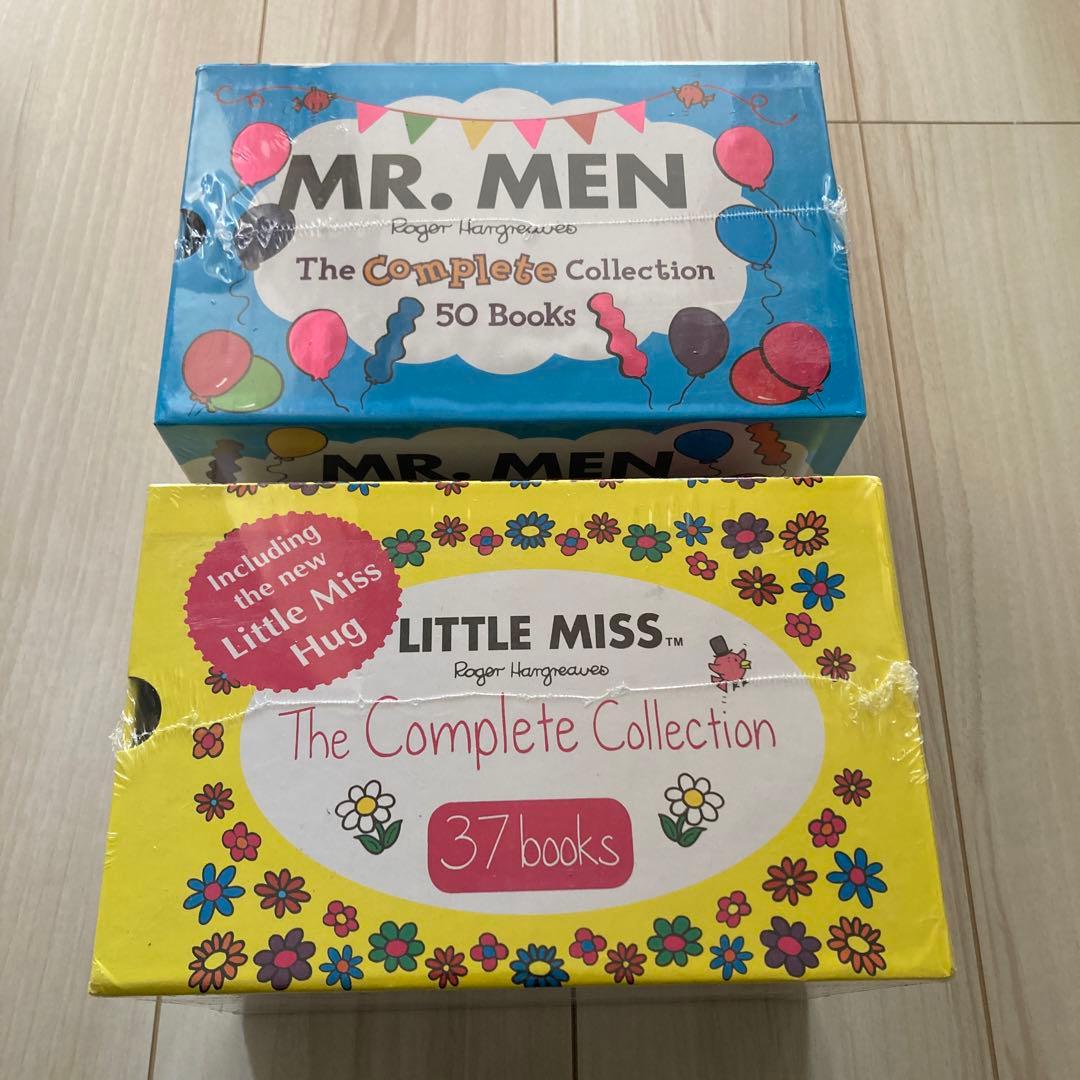 MR. MEN
Roger Hargreaves
The Complete Collection
50 Books
MR. MEN
Including
the new
Little Miss
Hug
LITTLE MISS™
Roger Hargreaves
The Complete Collection
37 books